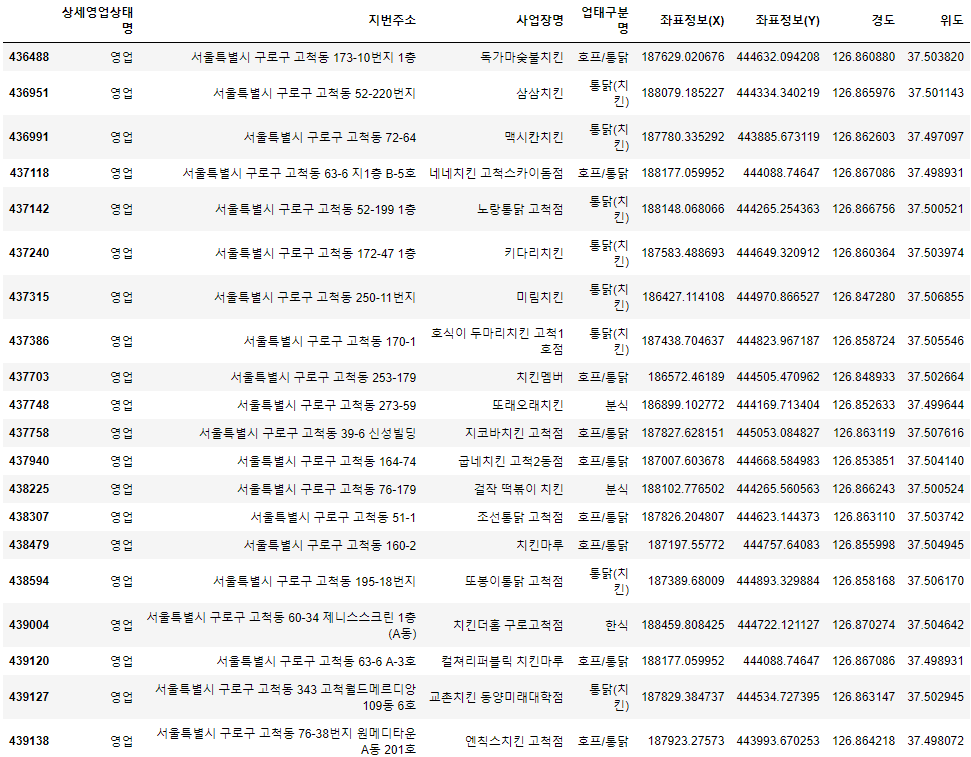 상세영업상태명 지번주소 사업장명 업태구분명 좌표정보(X) 좌표정보(Y) 경도 위도
436488 영업 서울특별시 구로구 고척동 173-10번지 1층 독가마숯불치킨 호프/통닭 187629.020676 444632.094208 126.860880 37.503820
436951 영업 서울특별시 구로구 고척동 52-220번지 삼삼치킨 통닭(치킨) 188079.185227 444334.340219 126.865976 37.501143
436991 영업 서울특별시 구로구 고척동 72-64 맥시칸치킨 통닭(치킨) 187780.335292 443885.673119 126.862603 37.497097
437118 영업 서울특별시 구로구 고척동 63-6 지1층 B-5호 네네치킨 고척스카이돔점 호프/통닭 188177.059952 444088.74647 126.867086 37.498931
437142 영업 서울특별시 구로구 고척동 52-199 1층 노랑통닭 고척점 통닭(치킨) 188148.068066 444265.254363 126.866756 37.500521
437240 영업 서울특별시 구로구 고척동 172-47 1층 키다리치킨 통닭(치킨) 187583.488693 444649.320912 126.860364 37.503974
437315 영업 서울특별시 구로구 고척동 250-11번지 미림치킨 통닭(치킨) 186427.114108 444970.866527 126.847280 37.506855
437386 영업 서울특별시 구로구 고척동 170-1 호식이 두마리치킨 고척1호점 통닭(치킨) 187438.704637 444823.967187 126.858724 37.505546
437703 영업 서울특별시 구로구 고척동 253-179 치킨멤버 호프/통닭 186572.46189 444505.470962 126.848933 37.502664
437748 영업 서울특별시 구로구 고척동 273-59 또래오래치킨 분식 186899.102772 444169.713404 126.852633 37.499644
437758 영업 서울특별시 구로구 고척동 39-6 신성빌딩 지코바치킨 고척점 호프/통닭 187827.628151 445053.084827 126.863119 37.507616
437940 영업 서울특별시 구로구 고척동 164-74 굽네치킨 고척2동점 호프/통닭 187007.603678 444668.584983 126.853851 37.504140
438225 영업 서울특별시 구로구 고척동 76-179 걸작 떡볶이 치킨 분식 188102.776502 444265.560563 126.866243 37.500524
438307 영업 서울특별시 구로구 고척동 51-1 조선통닭 고척점 호프/통닭 187826.204807 444623.144373 126.863110 37.503742
438479 영업 서울특별시 구로구 고척동 160-2 치킨마루 호프/통닭 187197.55772 444757.64083 126.855998 37.504945
438594 영업 서울특별시 구로구 고척동 195-18번지 또봉이통닭 고척점 통닭(치킨) 187389.68009 444893.329884 126.858168 37.506170
439004 영업 서울특별시 구로구 고척동 60-34 제니스스크린 1층 (A동) 치킨더홈 구로고척점 한식 188459.808425 444722.121127 126.870274 37.504642
439120 영업 서울특별시 구로구 고척동 63-6 A-3호 컬쳐리퍼블릭 치킨마루 호프/통닭 188177.059952 444088.74647 126.867086 37.498931
439127 영업 서울특별시 구로구 고척동 343 고척월드메르디앙 109동 6호 교촌치킨 동양미래대학점 통닭(치킨) 187829.384737 444534.727395 126.863147 37.502945
439138 영업 서울특별시 구로구 고척동 76-38번지 원메디타운 A동 201호 엔칙스치킨 고척점 호프/통닭 187923.27573 443993.670253 126.864218 37.498072